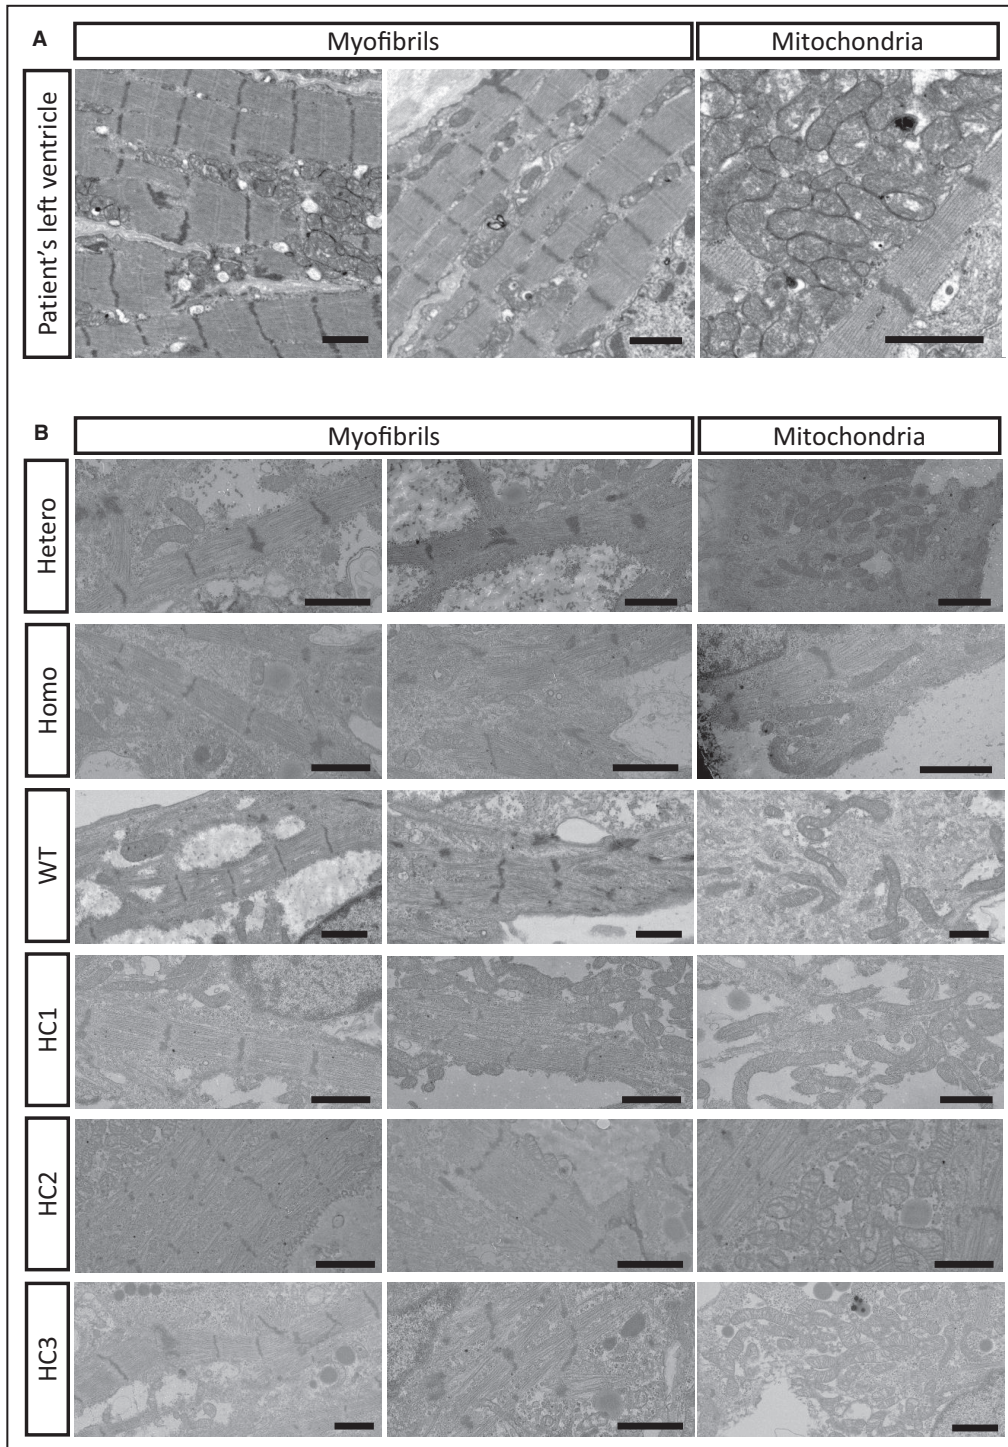 A
Myofibrils
Mitochondria
Patient's left ventricle
B
Myofibrils
Mitochondria
Hetero
Homo
WT
HC1
HC2
HC3